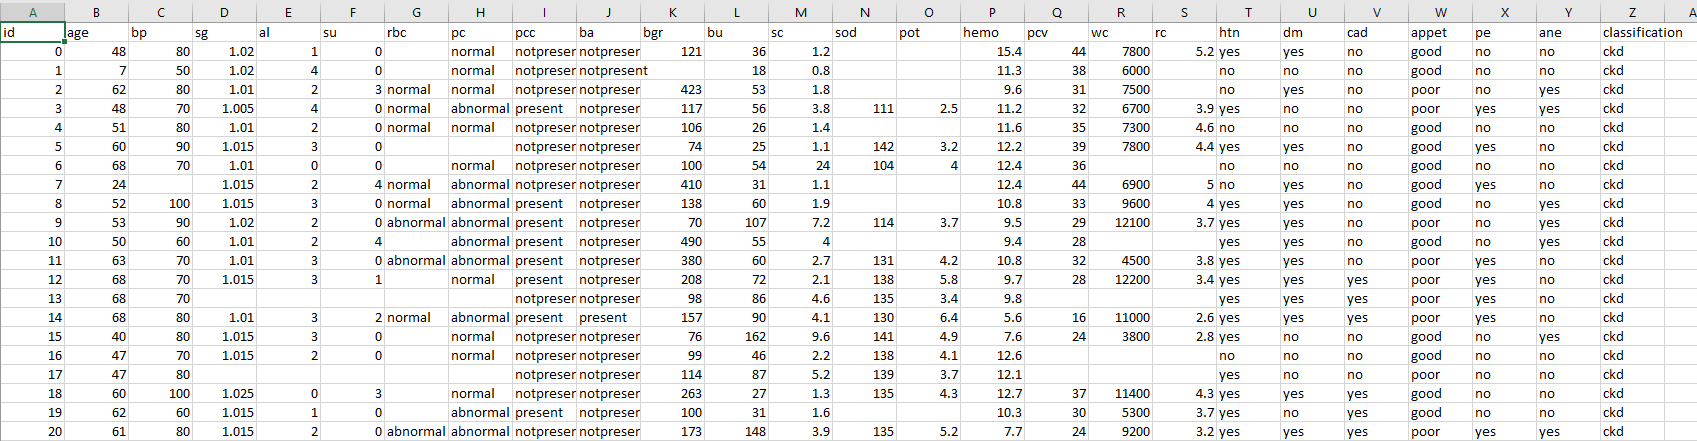 A B C D E F G H I J K L M N O P Q R S T U V W X Y Z A
id age bp sg al su rbc pc pcc ba bgr bu sc sod pot hemo pcv wc rc htn dm cad appet pe ane classification
0 48 80 1.02 1 0 normal notpreser notpreser 121 36 1.2 15.4 44 7800 5.2 yes yes no good no no ckd
1 7 50 1.02 4 0 normal notpreser notpresent 18 0.8 11.3 38 6000 no no no good no no ckd
2 62 80 1.01 2 3 normal normal notpreser notpreser 423 53 1.8 9.6 31 7500 no yes no poor no yes ckd
3 48 70 1.005 4 0 normal abnormal present notpreser 117 56 3.8 111 2.5 11.2 32 6700 3.9 yes no no poor yes yes ckd
4 51 80 1.01 2 0 normal normal notpreser notpreser 106 26 1.4 11.6 35 7300 4.6 no no no good no no ckd
5 60 90 1.015 3 0 notpreser notpreser 74 25 1.1 142 3.2 12.2 39 7800 4.4 yes yes no good yes no ckd
6 68 70 1.01 0 0 normal notpreser notpreser 100 54 24 104 4 12.4 36 no no no good no no ckd
7 24 1.015 2 4 normal abnormal notpreser notpreser 410 31 1.1 12.4 44 6900 5 no yes no good yes no ckd
8 52 100 1.015 3 0 normal abnormal present notpreser 138 60 1.9 10.8 33 9600 4 yes yes no good no yes ckd
9 53 90 1.02 2 0 abnormal abnormal present notpreser 70 107 7.2 114 3.7 9.5 29 12100 3.7 yes yes no poor no yes ckd
10 50 60 1.01 2 4 abnormal present notpreser 490 55 4 9.4 28 yes yes no good no yes ckd
11 63 70 1.01 3 0 abnormal abnormal present notpreser 380 60 2.7 131 4.2 10.8 32 4500 3.8 yes yes no poor yes no ckd
12 68 70 1.015 3 1 normal present notpreser 208 72 2.1 138 5.8 9.7 28 12200 3.4 yes yes yes poor yes no ckd
13 68 70 notpreser notpreser 98 86 4.6 135 3.4 9.8 yes yes yes poor yes no ckd
14 68 80 1.01 3 2 normal abnormal present present 157 90 4.1 130 6.4 5.6 16 11000 2.6 yes yes yes poor yes no ckd
15 40 80 1.015 3 0 normal notpreser notpreser 76 162 9.6 141 4.9 7.6 24 3800 2.8 yes no no good no yes ckd
16 47 70 1.015 2 0 normal notpreser notpreser 99 46 2.2 138 4.1 12.6 no no no good no no ckd
17 47 80 notpreser notpreser 114 87 5.2 139 3.7 12.1 yes no no poor no no ckd
18 60 100 1.025 0 3 normal notpreser notpreser 263 27 1.3 135 4.3 12.7 37 11400 4.3 yes yes yes good no no ckd
19 62 60 1.015 1 0 abnormal present notpreser 100 31 1.6 10.3 30 5300 3.7 yes no yes good no no ckd
20 61 80 1.015 2 0 abnormal abnormal notpreser notpreser 173 148 3.9 135 5.2 7.7 24 9200 3.2 yes yes yes poor yes yes ckd